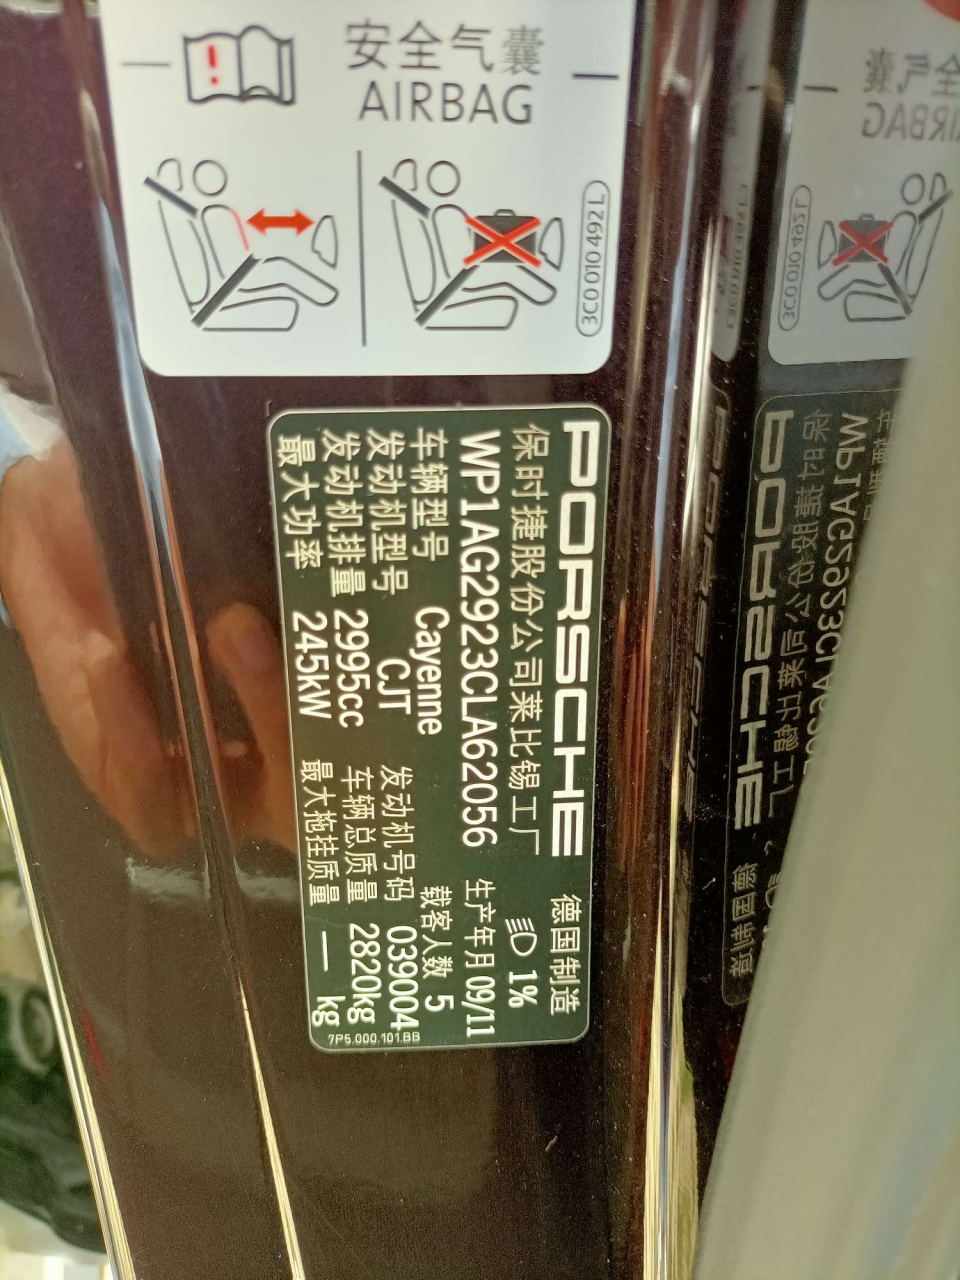 安全气囊
AIRBAG
3C0 010 492 L
PORSCHE 德国制造
保时捷股份公司莱比锡工厂 1%
WP1AG2923CLA62056 生产年月 09/11
车辆型号 Cayenne 载客人数 5
发动机型号 CJT 发动机号码 039004
发动机排量 2995cc 车辆总质量 2820kg
最大功率 245kW 最大拖挂质量 — kg
7P5.000.101.BB